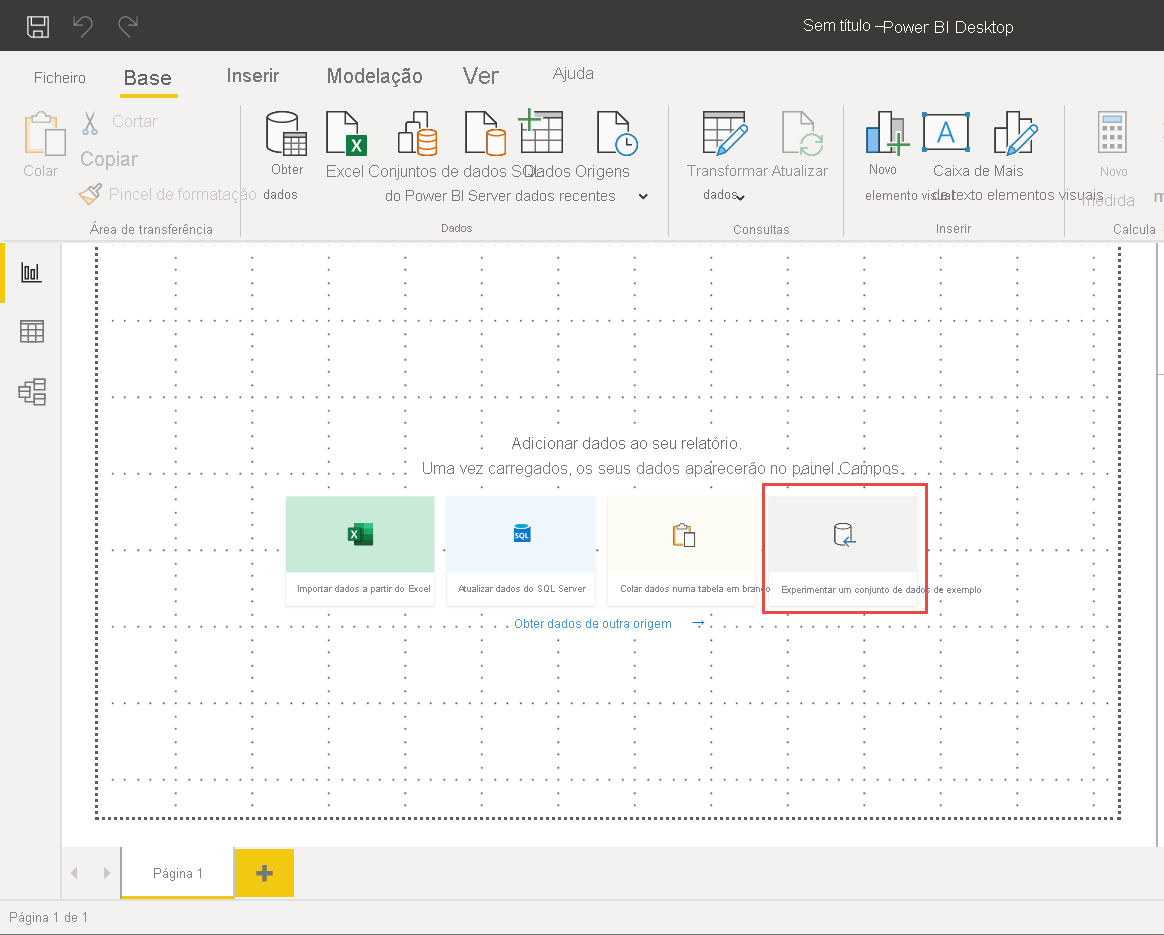 Sem título –Power BI Desktop
Ficheiro Base Inserir Modelação Ver Ajuda
Colar
Cortar
Copiar
Pincel de formatação
Área de transferência
Obter
dados
Excel Conjuntos de dados SQL Dados Origens
do Power BI Server dados recentes
Dados
Transformar Atualizar
dados
Consultas
Novo
elemento visual
A
Caixa de Mais
de texto elementos visuais
Inserir
Novo
medida
m
Calcula
Adicionar dados ao seu relatório.
Uma vez carregados, os seus dados aparecerão no painel Campos.
X
SQL
Importar dados a partir do Excel
Atualizar dados do SQL Server
Colar dados numa tabela em branco
Experimentar um conjunto de dados de exemplo
Obter dados de outra origem →
Página 1 +
Página 1 de 1